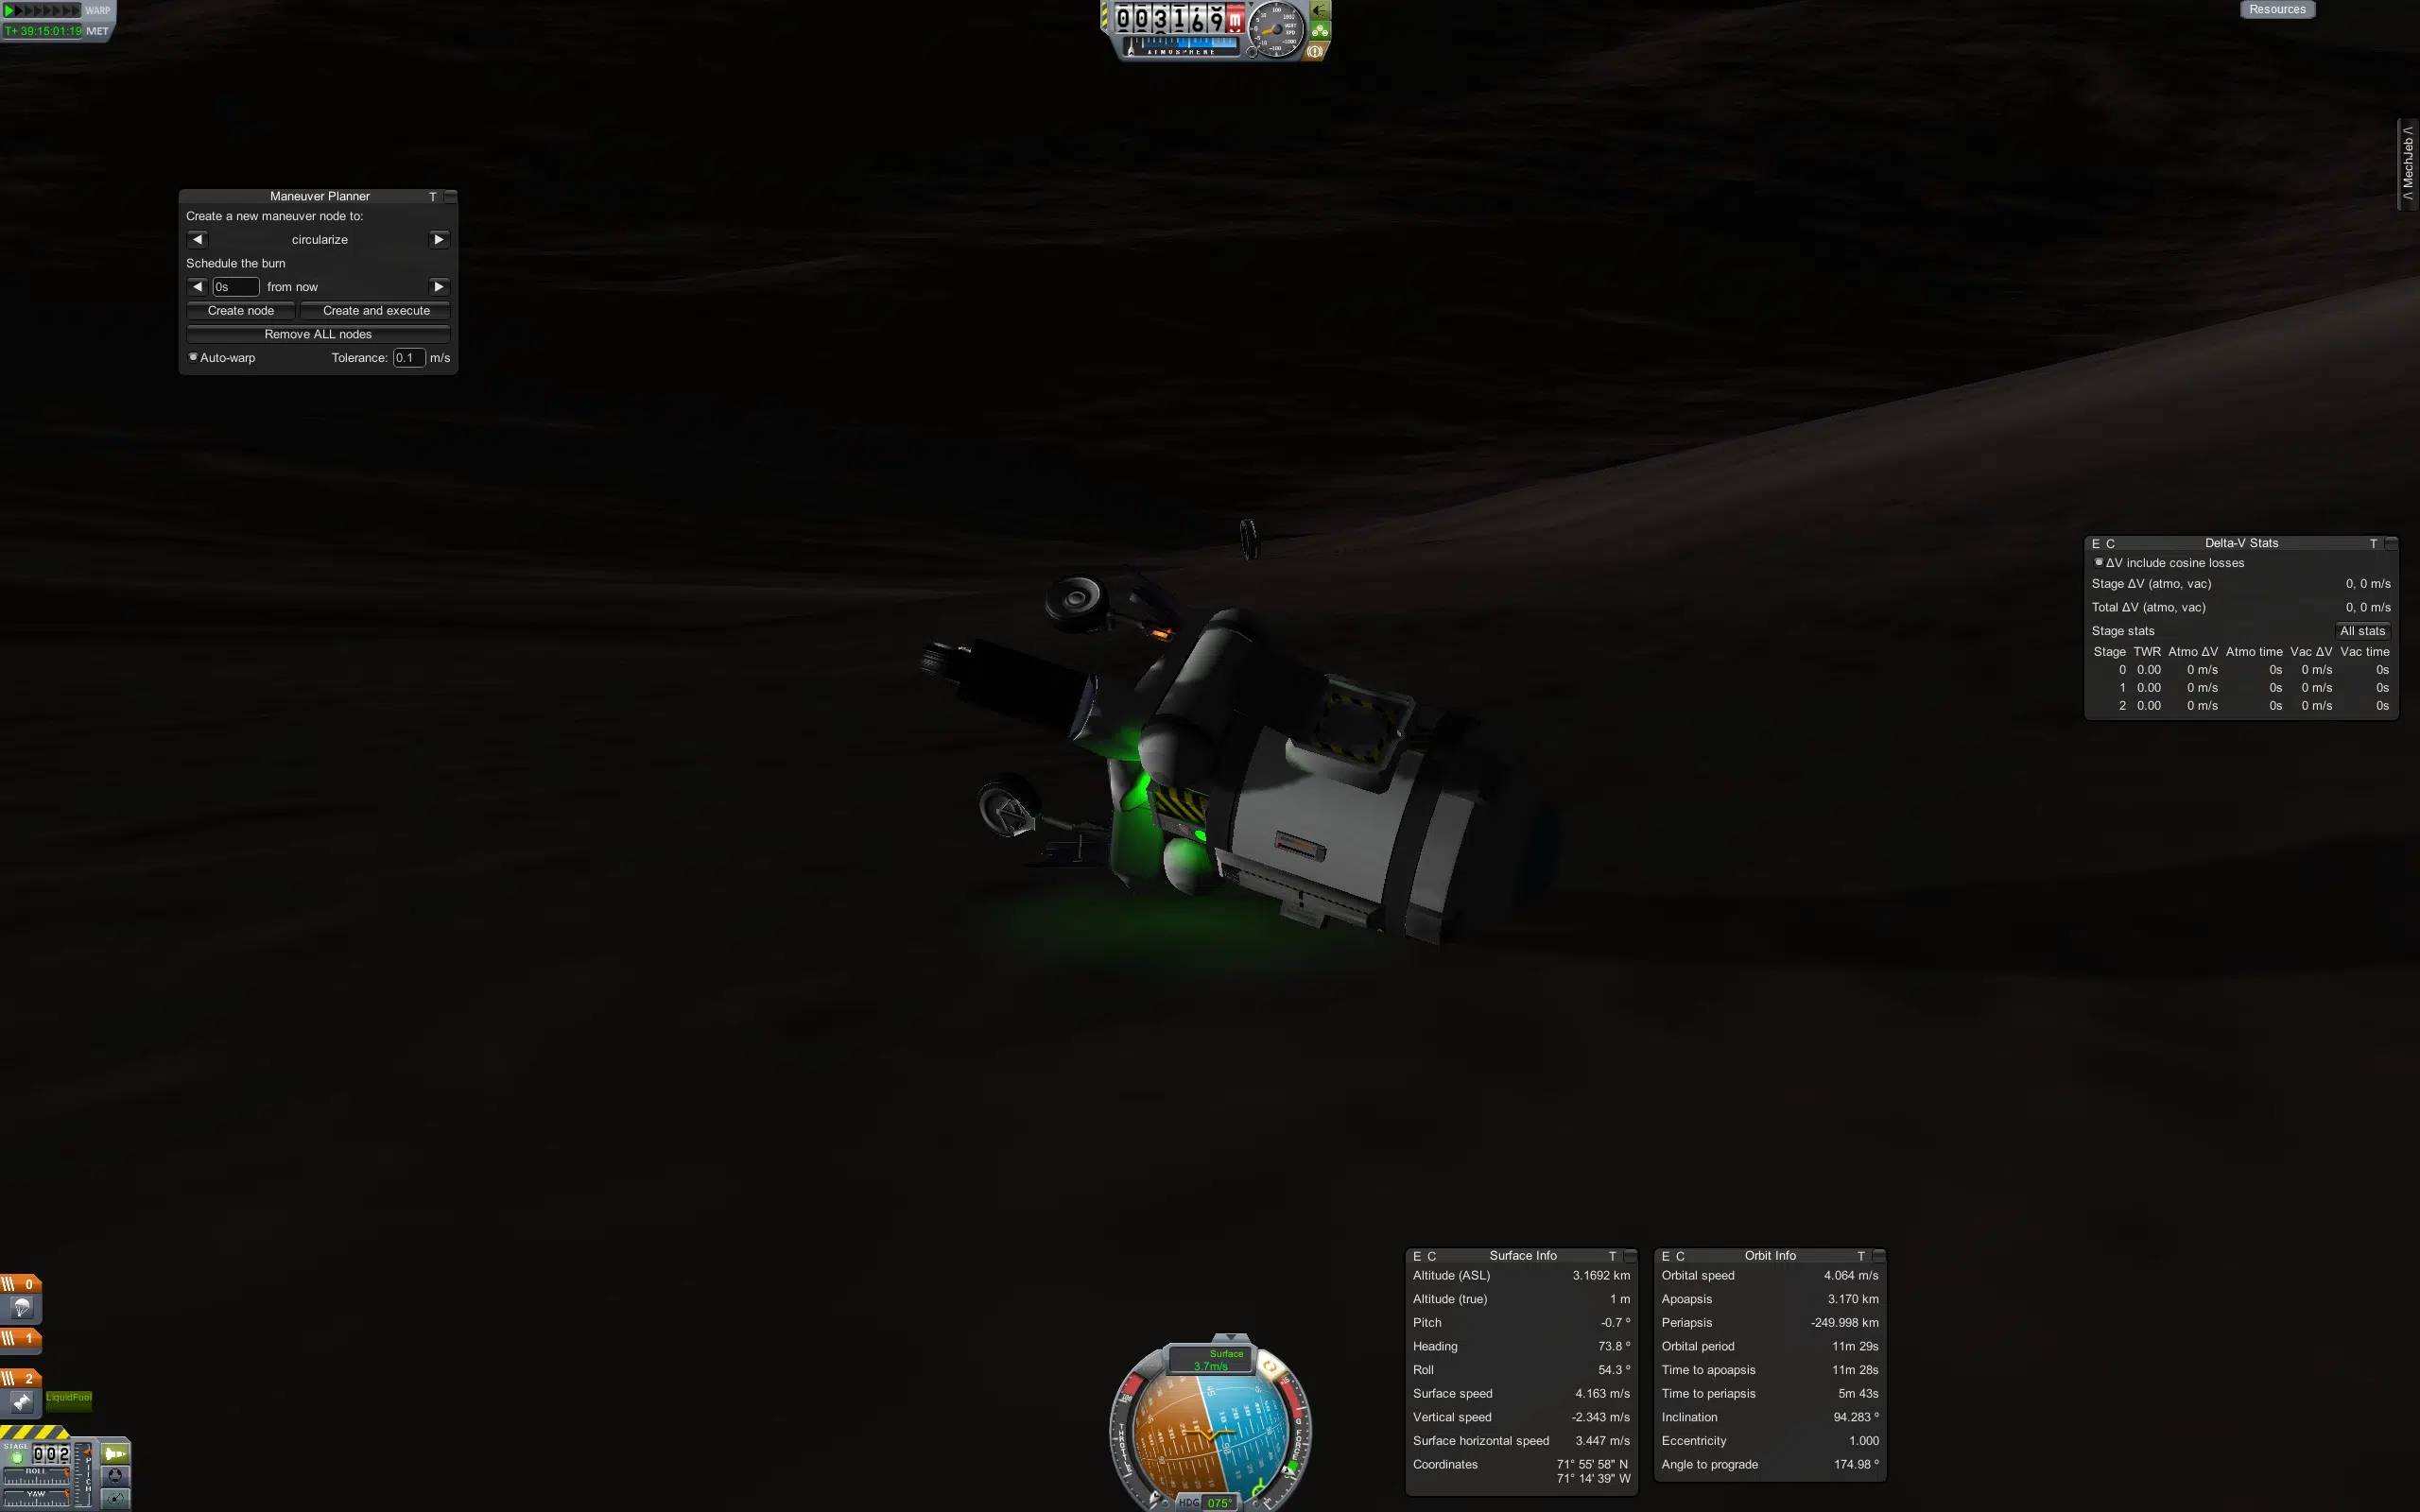 WARP
T+ 39:15:01:19 MET
003169 m
ATMOSPHERE
Resources
Λ MechJeb Λ
Maneuver Planner T
Create a new maneuver node to:
circularize
Schedule the burn
0s from now
Create node Create and execute
Remove ALL nodes
Auto-warp Tolerance: 0.1 m/s
E C Delta-V Stats T
ΔV include cosine losses
Stage ΔV (atmo, vac) 0, 0 m/s
Total ΔV (atmo, vac) 0, 0 m/s
Stage stats All stats
Stage TWR Atmo ΔV Atmo time Vac ΔV Vac time
0 0.00 0 m/s 0s 0 m/s 0s
1 0.00 0 m/s 0s 0 m/s 0s
2 0.00 0 m/s 0s 0 m/s 0s
E C Surface Info T
Altitude (ASL) 3.1692 km
Altitude (true) 1 m
Pitch -0.7 º
Heading 73.8 º
Roll 54.3 º
Surface speed 4.163 m/s
Vertical speed -2.343 m/s
Surface horizontal speed 3.447 m/s
Coordinates 71° 55' 58" N
71° 14' 39" W
E C Orbit Info T
Orbital speed 4.064 m/s
Apoapsis 3.170 km
Periapsis -249.998 km
Orbital period 11m 29s
Time to apoapsis 11m 28s
Time to periapsis 5m 43s
Inclination 94.283 º
Eccentricity 1.000
Angle to prograde 174.98 º
0
1
2
LiquidFuel
STAGE 002
ROLL
YAW
PITCH
Surface
3.7m/s
THROTTLE
G FORCE
HDG 075°